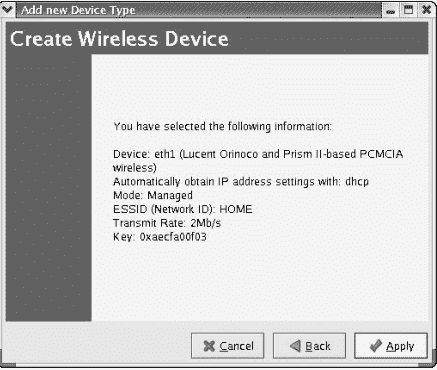 Add new Device Type
Create Wireless Device
You have selected the following information:
Device: eth1 (Lucent Orinoco and Prism II-based PCMCIA
wireless)
Automatically obtain IP address settings with: dhcp
Mode: Managed
ESSID (Network ID): HOME
Transmit Rate: 2Mb/s
Key: 0xaecfa00f03
Cancel
Back
Apply